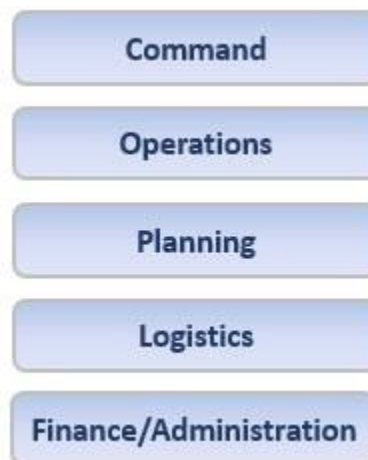 Command
Operations
Planning
Logistics
Finance/Administration